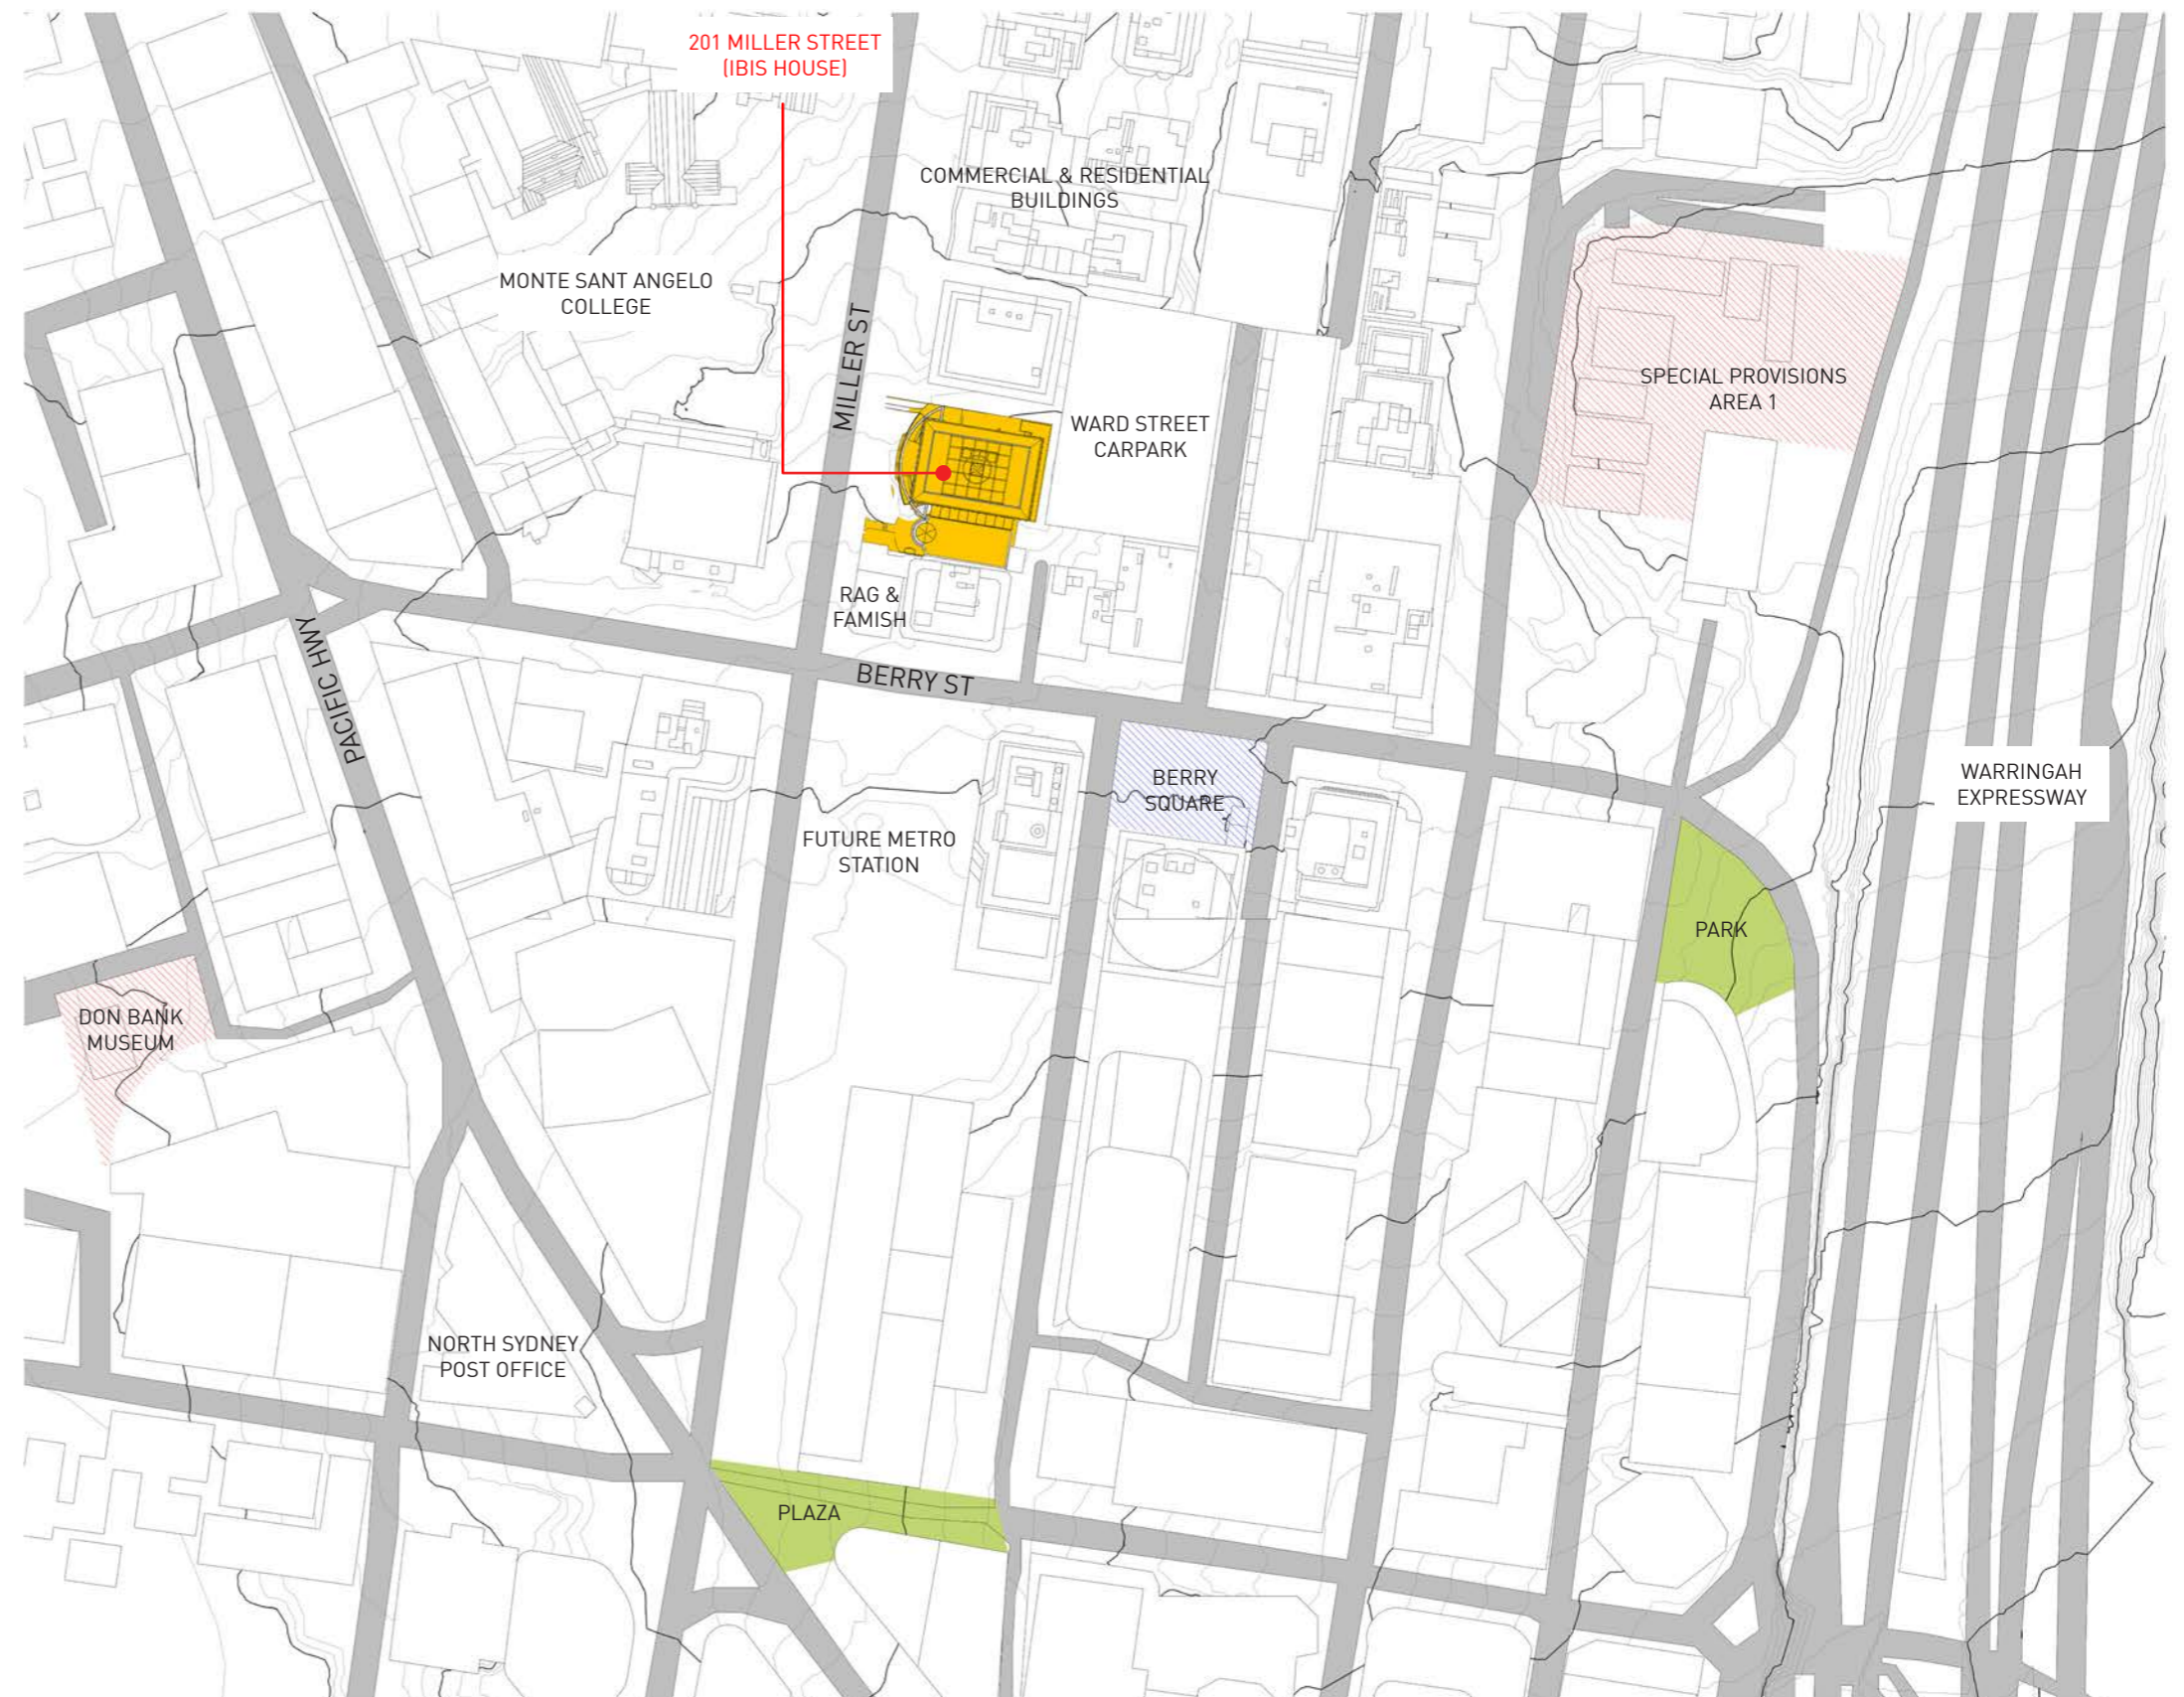 201 MILLER STREET
(IBIS HOUSE)
COMMERCIAL & RESIDENTIAL
BUILDINGS
MONTE SANT ANGELO
COLLEGE
MILLER ST
SPECIAL PROVISIONS
AREA 1
WARD STREET
CARPARK
RAG &
FAMISH
PACIFIC HWY
BERRY ST
BERRY
SQUARE
WARRINGAH
EXPRESSWAY
FUTURE METRO
STATION
PARK
DON BANK
MUSEUM
NORTH SYDNEY
POST OFFICE
PLAZA